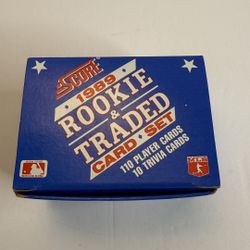 SCORE
1989
ROOKIE
&
TRADED
CARD SET
110 PLAYER CARDS
10 TRIVIA CARDS